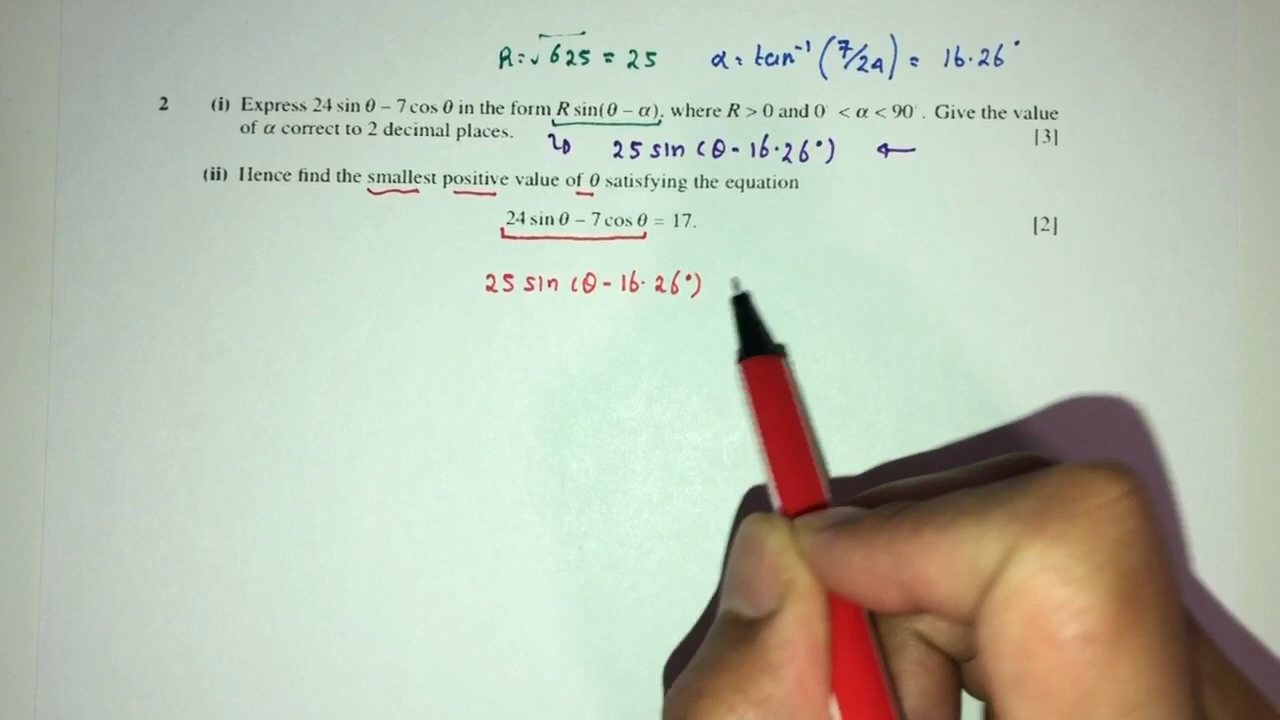 R = √625 = 25 α = tan⁻¹ (7/24) = 16.26°
2 (i) Express 24 sin θ − 7 cos θ in the form R sin(θ − α), where R > 0 and 0° < α < 90°. Give the value
of α correct to 2 decimal places. [3]
25 sin (θ - 16.26°) ←
(ii) Hence find the smallest positive value of θ satisfying the equation
24 sin θ − 7 cos θ = 17. [2]
25 sin (θ - 16.26°)